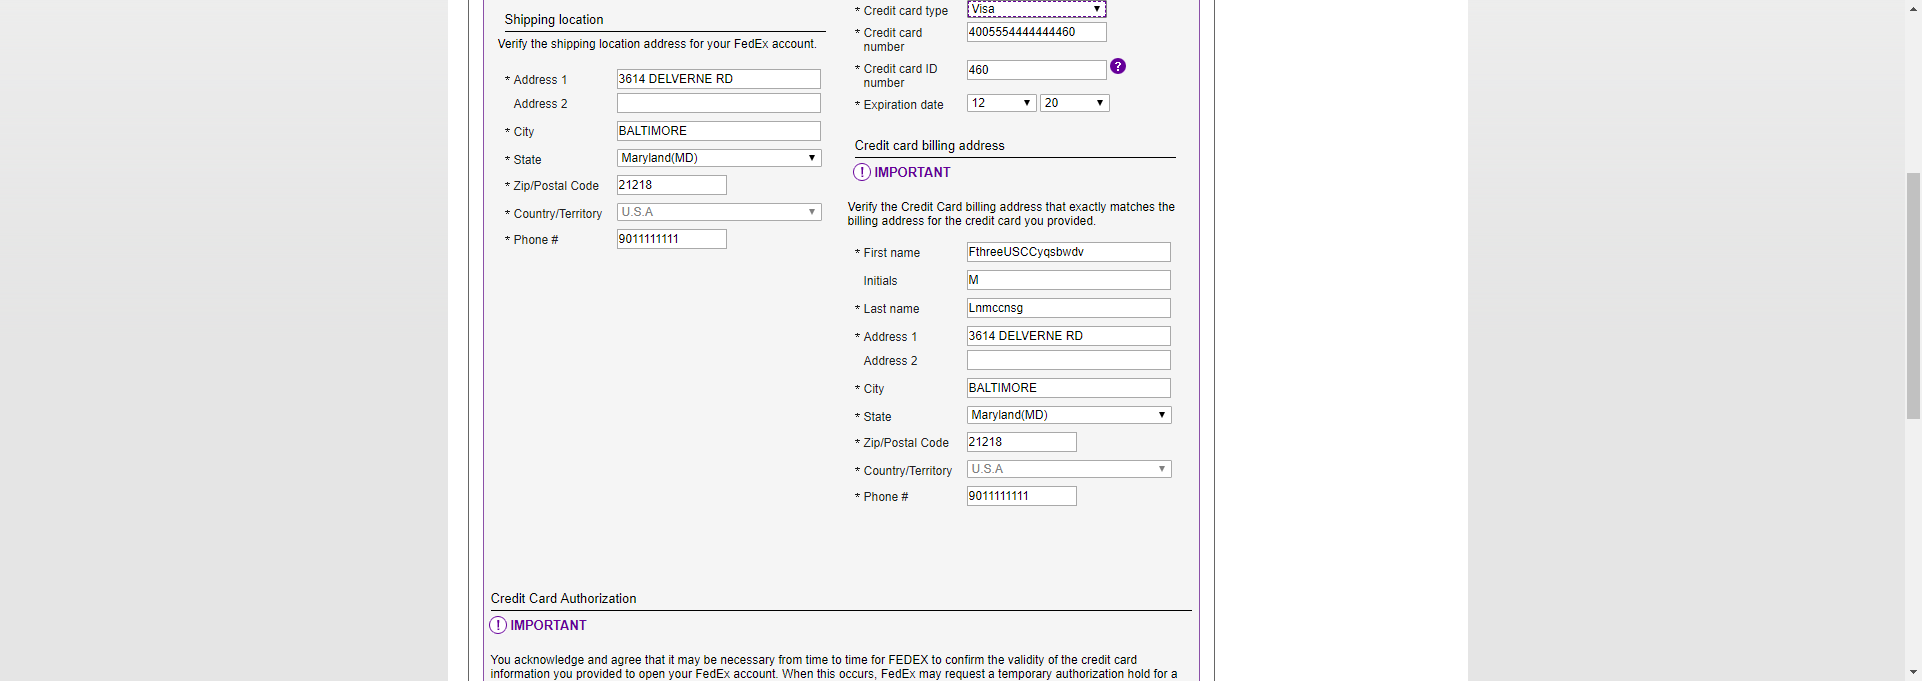 Shipping location
Verify the shipping location address for your FedEx account.
* Address 1 3614 DELVERNE RD
Address 2
* City BALTIMORE
* State Maryland(MD)
* Zip/Postal Code 21218
* Country/Territory U.S.A
* Phone # 9011111111
* Credit card type Visa
* Credit card number 4005554444444460
* Credit card ID number 460 ?
* Expiration date 12 20
Credit card billing address
! IMPORTANT
Verify the Credit Card billing address that exactly matches the
billing address for the credit card you provided.
* First name FthreeUSCCyqsbwdv
Initials M
* Last name Lnmccnsg
* Address 1 3614 DELVERNE RD
Address 2
* City BALTIMORE
* State Maryland(MD)
* Zip/Postal Code 21218
* Country/Territory U.S.A
* Phone # 9011111111
Credit Card Authorization
! IMPORTANT
You acknowledge and agree that it may be necessary from time to time for FEDEX to confirm the validity of the credit card
information you provided to open your FedEx account. When this occurs, FedEx may request a temporary authorization hold for a